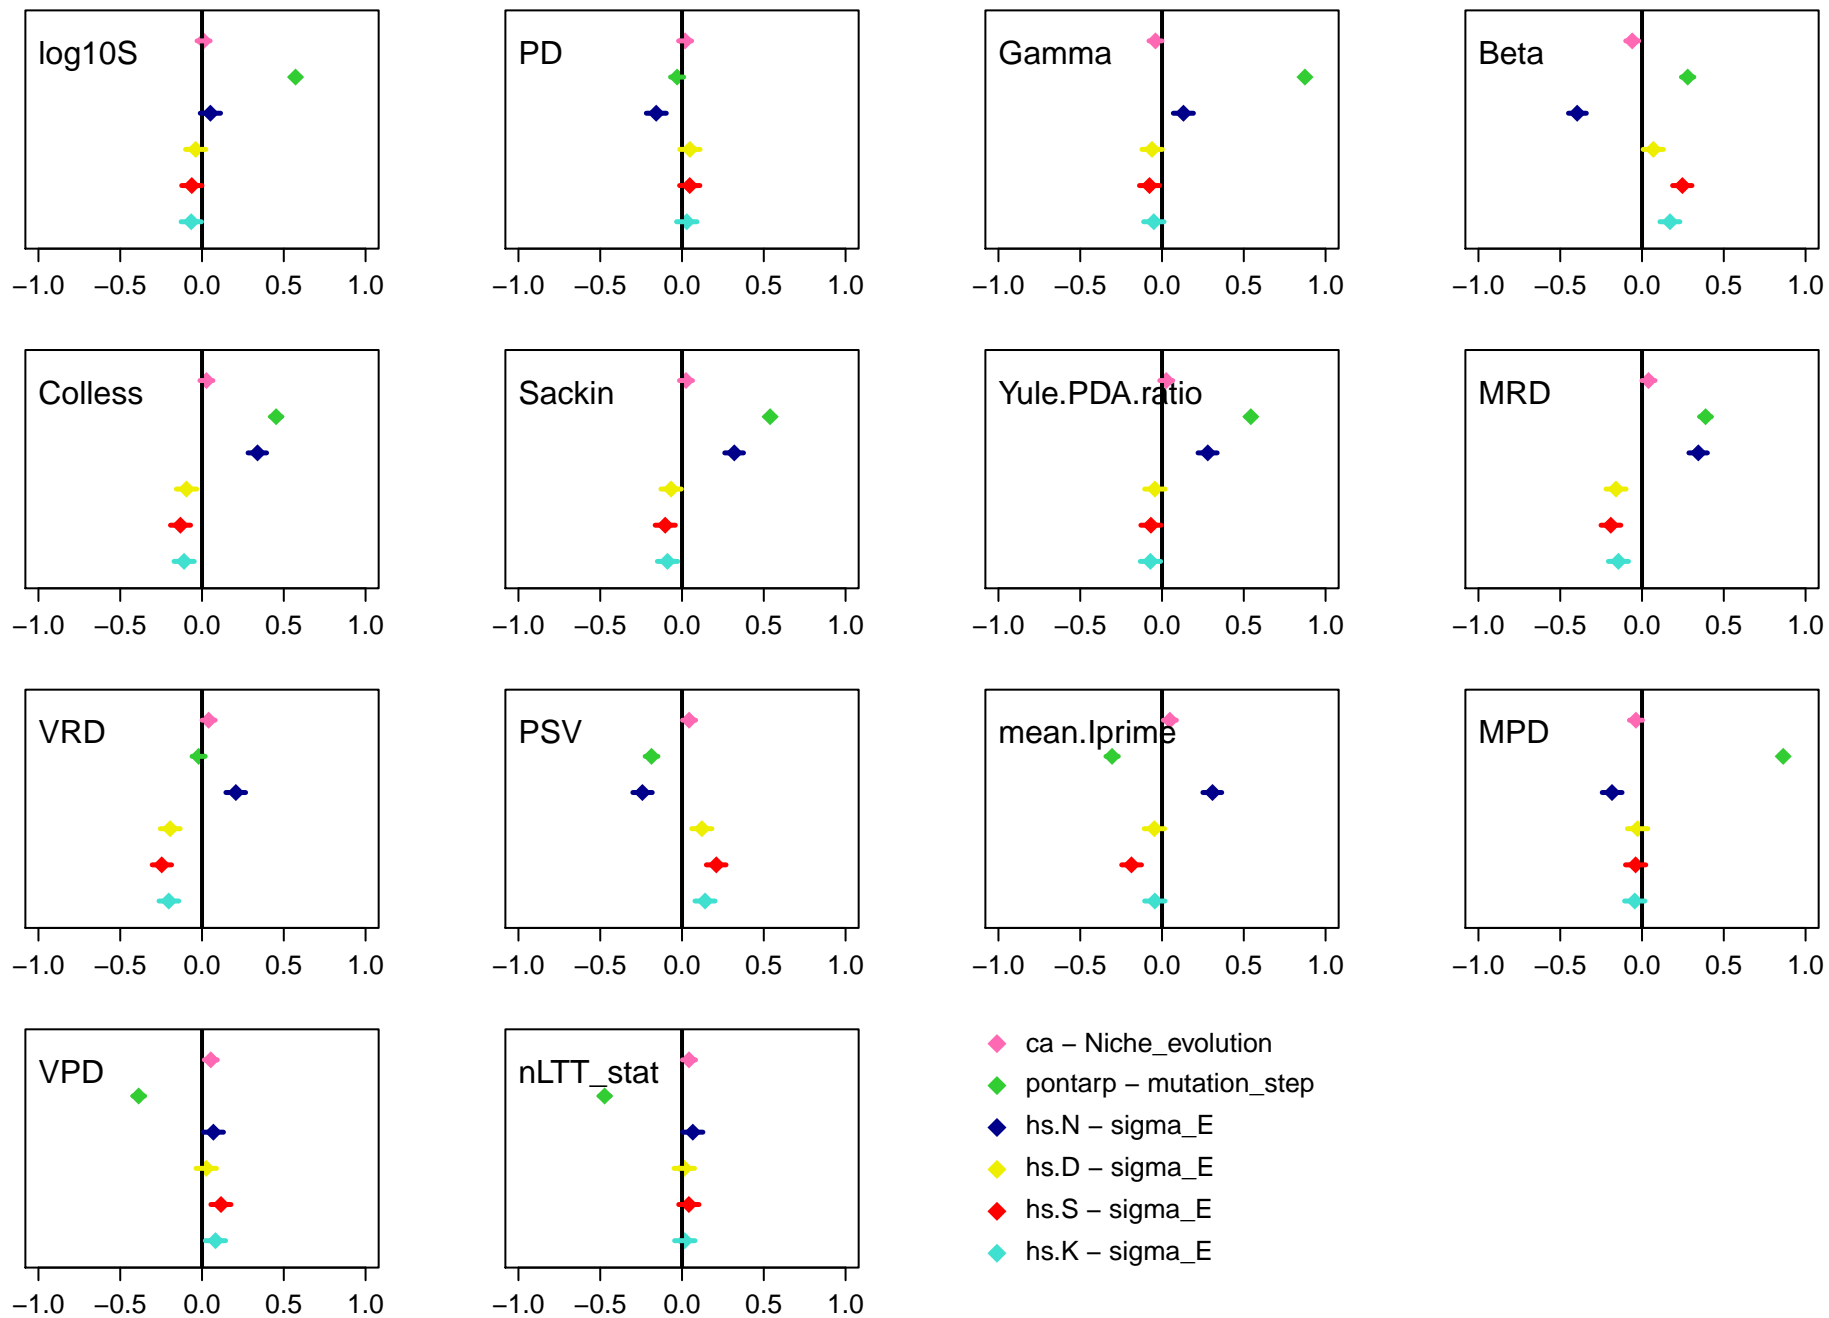 log10S PD Gamma Beta
−1.0 −0.5 0.0 0.5 1.0 −1.0 −0.5 0.0 0.5 1.0 −1.0 −0.5 0.0 0.5 1.0 −1.0 −0.5 0.0 0.5 1.0
Colless Sackin Yule.PDA.ratio MRD
−1.0 −0.5 0.0 0.5 1.0 −1.0 −0.5 0.0 0.5 1.0 −1.0 −0.5 0.0 0.5 1.0 −1.0 −0.5 0.0 0.5 1.0
VRD PSV mean.Iprime MPD
−1.0 −0.5 0.0 0.5 1.0 −1.0 −0.5 0.0 0.5 1.0 −1.0 −0.5 0.0 0.5 1.0 −1.0 −0.5 0.0 0.5 1.0
VPD nLTT_stat
−1.0 −0.5 0.0 0.5 1.0 −1.0 −0.5 0.0 0.5 1.0
ca − Niche_evolution
pontarp − mutation_step
hs.N − sigma_E
hs.D − sigma_E
hs.S − sigma_E
hs.K − sigma_E